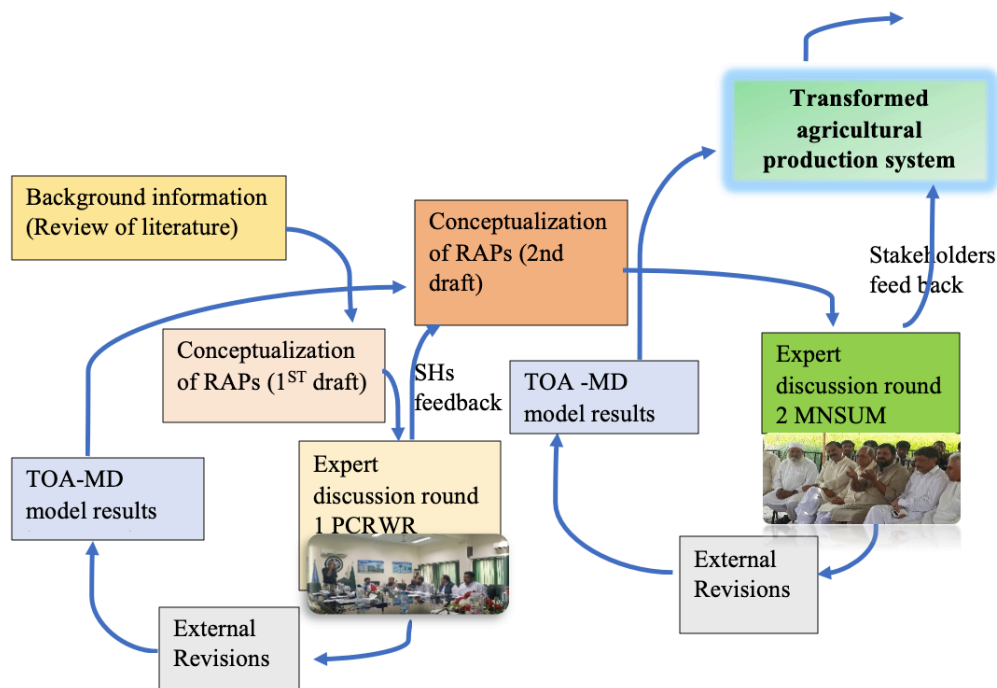 Transformed
agricultural
production system
Background information
(Review of literature)
Conceptualization
of RAPs (2nd
draft)
Stakeholders
feed back
Conceptualization
of RAPs (1ST draft)
SHs
feedback
TOA -MD
model results
Expert
discussion round
2 MNSUM
TOA-MD
model results
Expert
discussion round
1 PCRWR
External
Revisions
External
Revisions